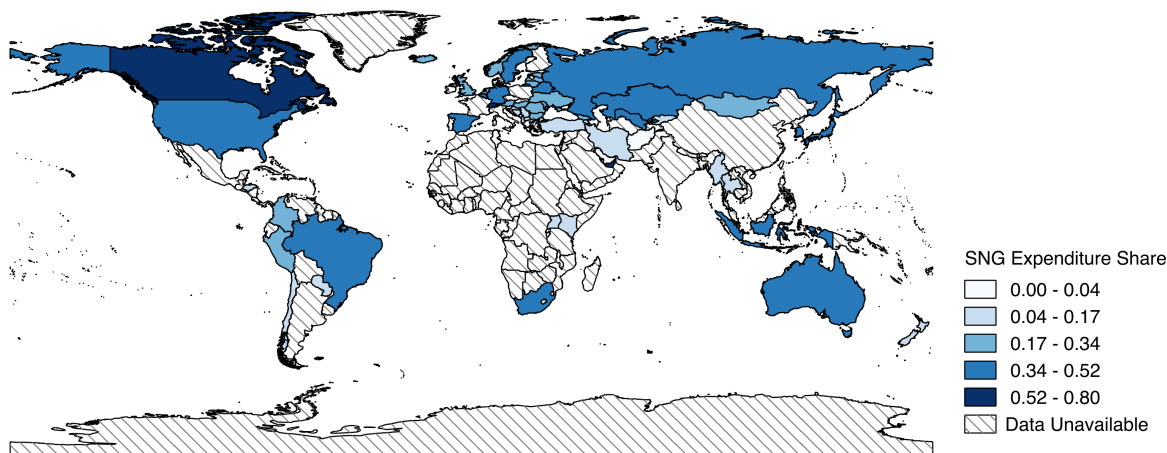 SNG Expenditure Share
0.00 - 0.04
0.04 - 0.17
0.17 - 0.34
0.34 - 0.52
0.52 - 0.80
Data Unavailable